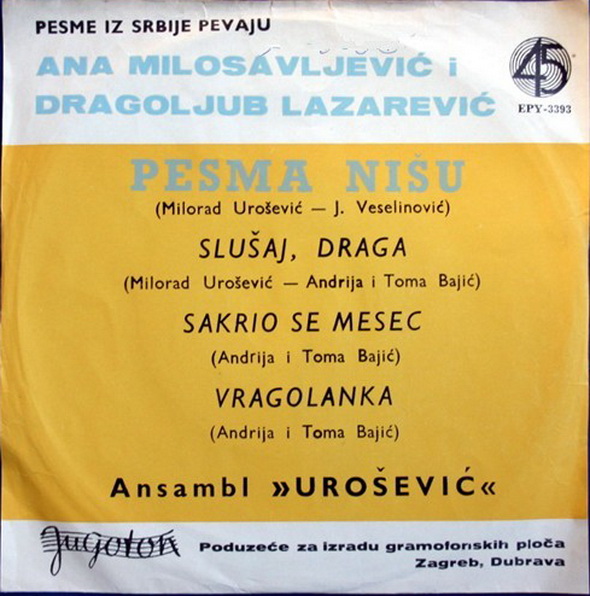 PESME IZ SRBIJE PEVAJU
ANA MILOSAVLJEVIĆ i
DRAGOLJUB LAZAREVIĆ
45
EPY-3393
PESMA NIŠU
(Milorad Urošević — J. Veselinović)
SLUŠAJ, DRAGA
(Milorad Urošević — Andrija i Toma Bajić)
SAKRIO SE MESEC
(Andrija i Toma Bajić)
VRAGOLANKA
(Andrija i Toma Bajić)
Ansambl »UROŠEVIĆ«
Jugoton Poduzeće za izradu gramofonskih ploča
Zagreb, Dubrava